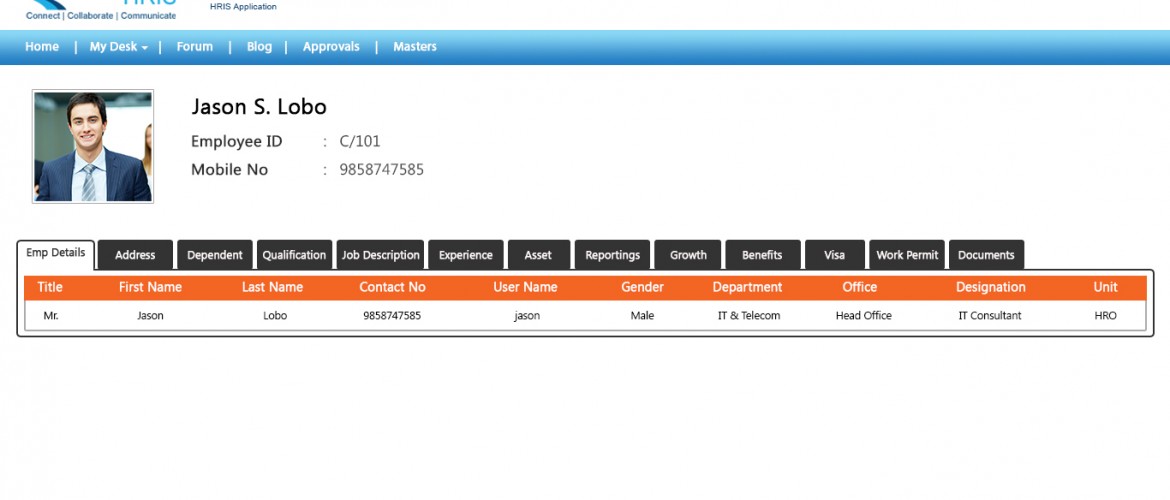 HRIS
HRIS Application
Connect | Collaborate | Communicate
Home | My Desk | Forum | Blog | Approvals | Masters
Jason S. Lobo
Employee ID : C/101
Mobile No : 9858747585
Emp Details Address Dependent Qualification Job Description Experience Asset Reportings Growth Benefits Visa Work Permit Documents
Title First Name Last Name Contact No User Name Gender Department Office Designation Unit
Mr. Jason Lobo 9858747585 jason Male IT & Telecom Head Office IT Consultant HRO